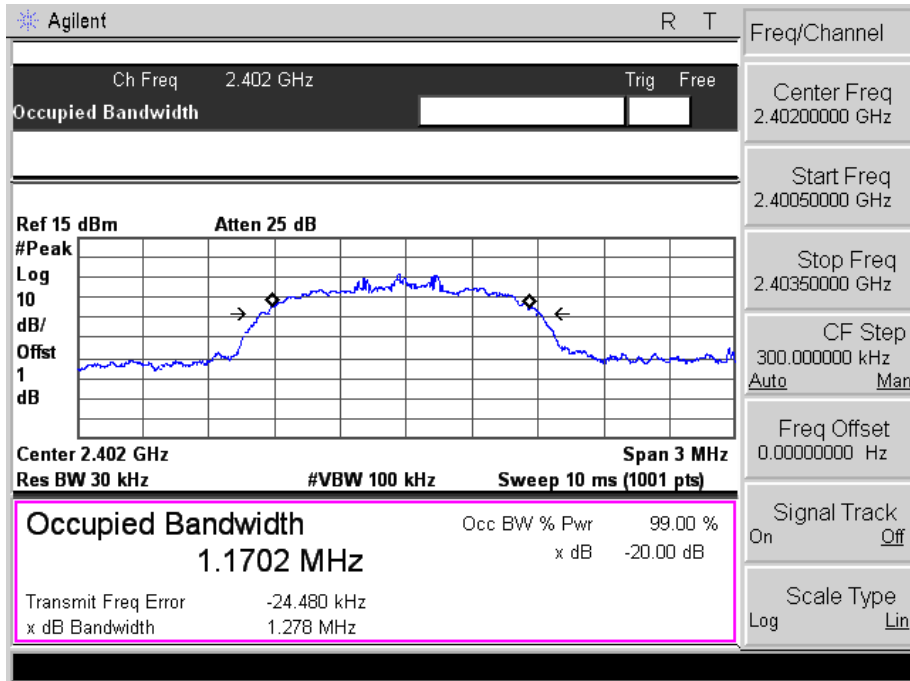 Agilent R T
Ch Freq 2.402 GHz Trig Free
Occupied Bandwidth
Ref 15 dBm Atten 25 dB
#Peak
Log
10
dB/
Offst
1
dB
Center 2.402 GHz Span 3 MHz
Res BW 30 kHz #VBW 100 kHz Sweep 10 ms (1001 pts)
Occupied Bandwidth
1.1702 MHz
Occ BW % Pwr 99.00 %
x dB -20.00 dB
Transmit Freq Error -24.480 kHz
x dB Bandwidth 1.278 MHz
Freq/Channel
Center Freq
2.40200000 GHz
Start Freq
2.40050000 GHz
Stop Freq
2.40350000 GHz
CF Step
300.000000 kHz
Auto Man
Freq Offset
0.00000000 Hz
Signal Track
On Off
Scale Type
Log Lin